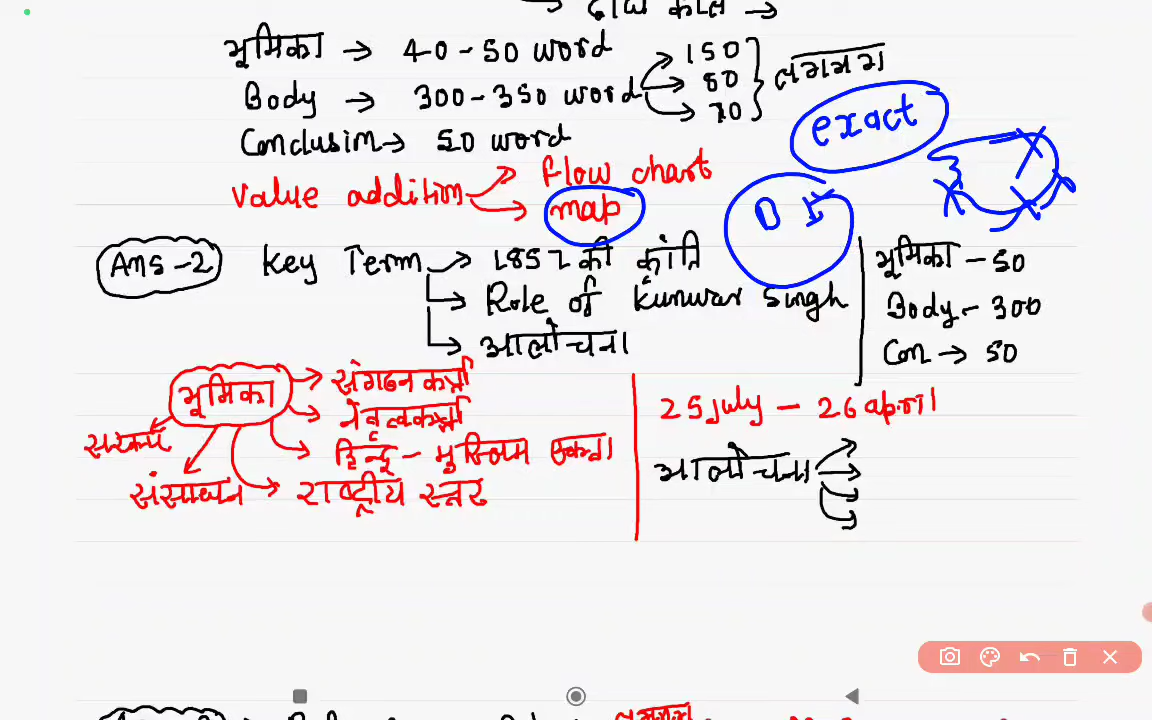 भूमिका → 40-50 word
150
80
70
लगभग
Body → 300-350 word
Conclusion → 50 word
exact
Value addition → flow chart
→ map
Ans-2
Key Term → 1857 की क्रांति
→ Role of Kunwar Singh
→ आलोचना
भूमिका - 50
Body - 300
Con → 50
भूमिका
→ संगठन कर्त्ता
→ नेतृत्वकर्त्ता
→ हिन्दू - मुस्लिम एकता
→ राष्ट्रीय स्तर
संसाधन
25 July - 26 april
आलोचना →